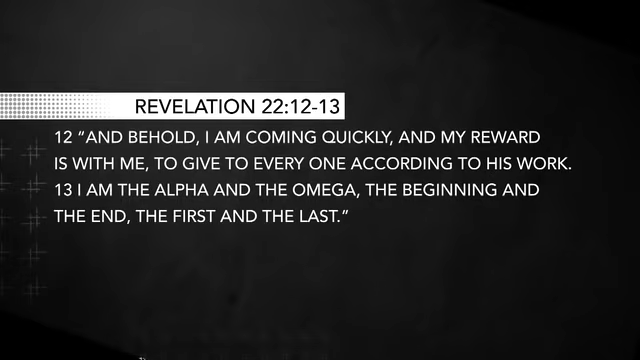 REVELATION 22:12-13
12 “AND BEHOLD, I AM COMING QUICKLY, AND MY REWARD
IS WITH ME, TO GIVE TO EVERY ONE ACCORDING TO HIS WORK.
13 I AM THE ALPHA AND THE OMEGA, THE BEGINNING AND
THE END, THE FIRST AND THE LAST.”